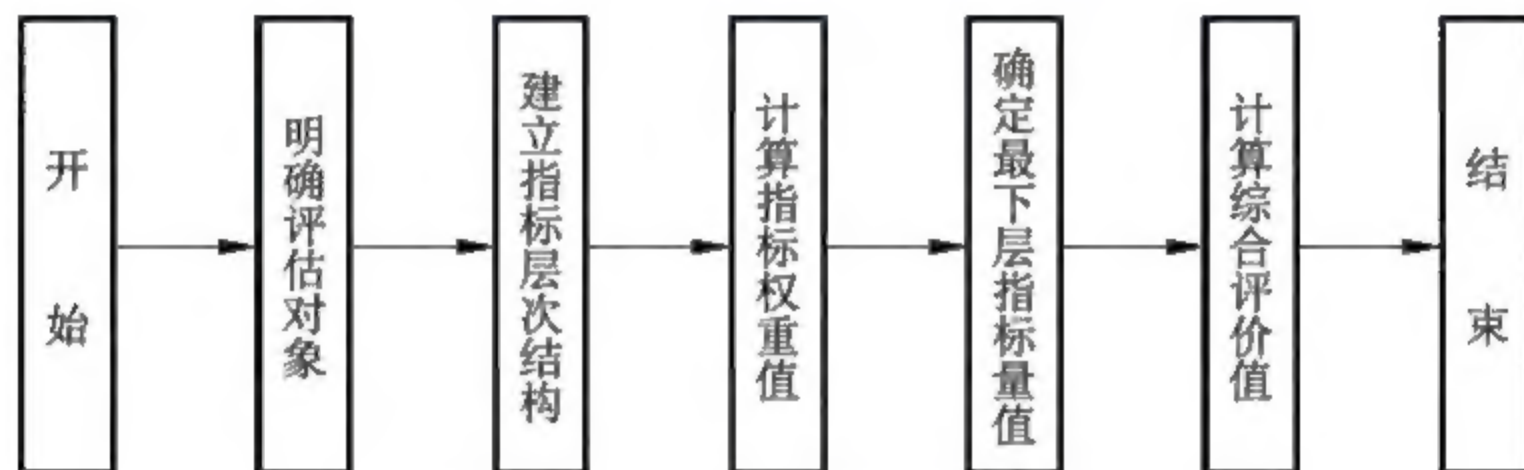 开始
明确评估对象
建立指标层次结构
计算指标权重值
确定最下层指标量值
计算综合评价值
结束